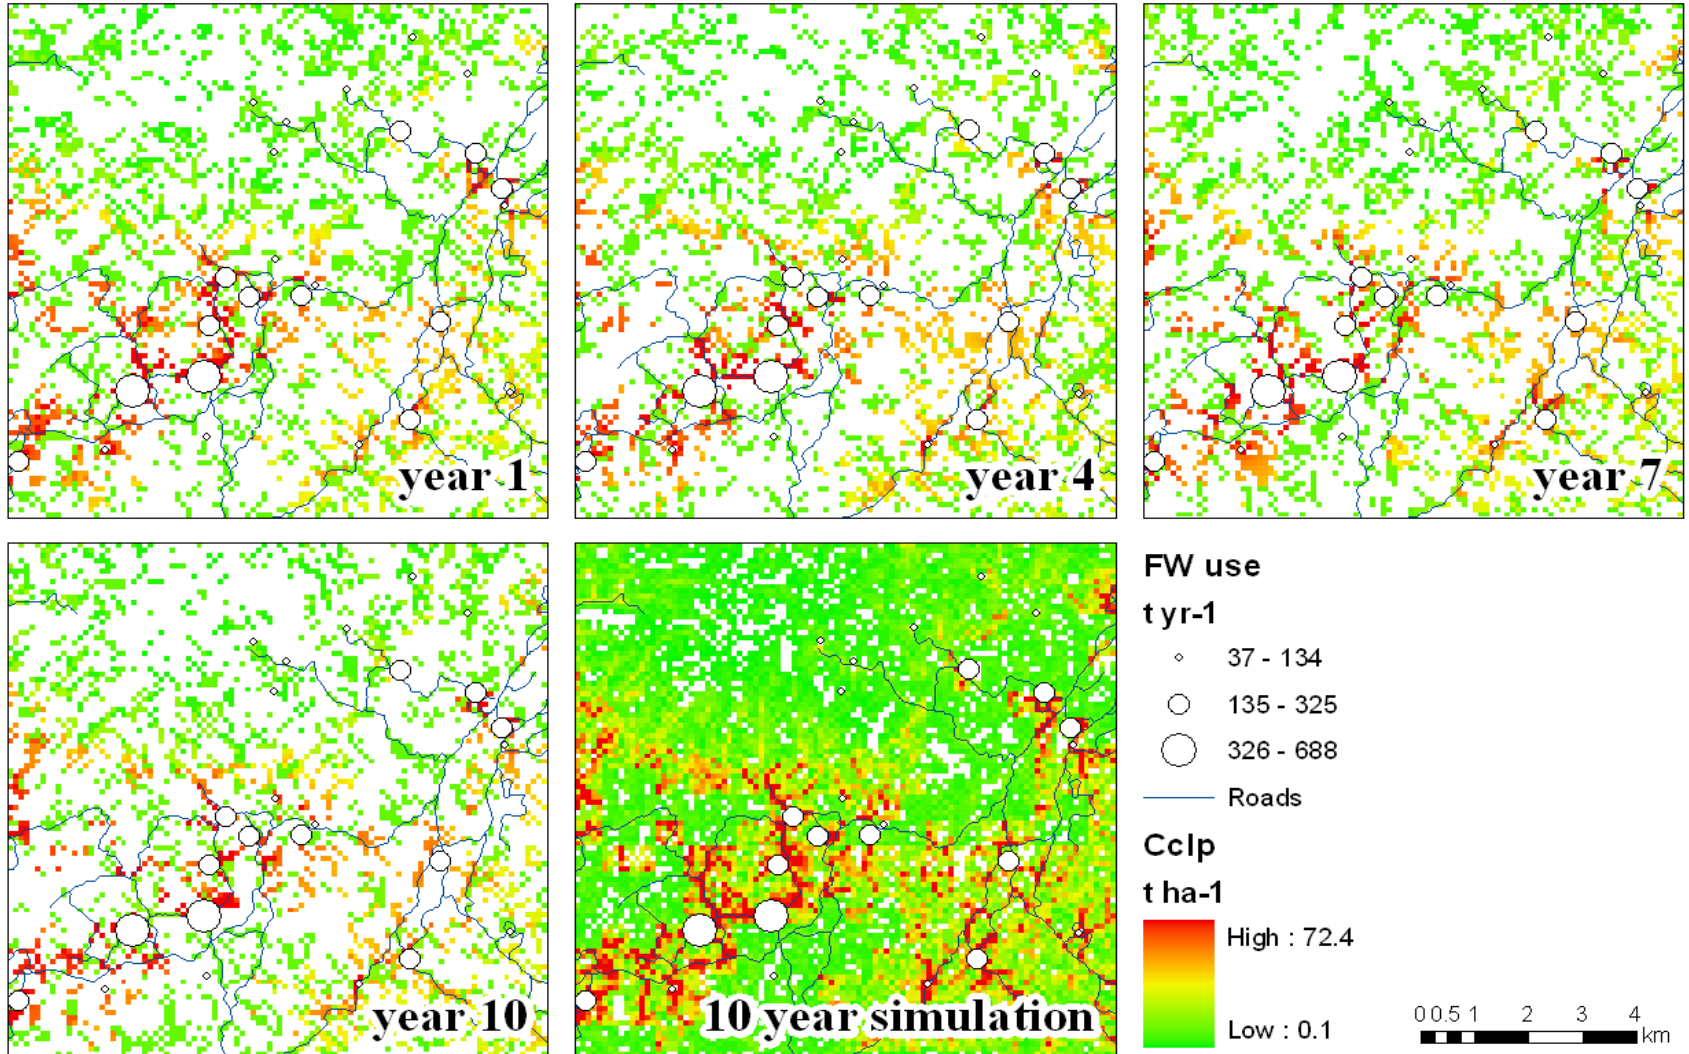 year 1
year 4
year 7
year 10
10 year simulation
FW use
t yr-1
37 - 134
135 - 325
326 - 688
Roads
Cclp
t ha-1
High : 72.4
Low : 0.1
0 0.5 1 2 3 4
km